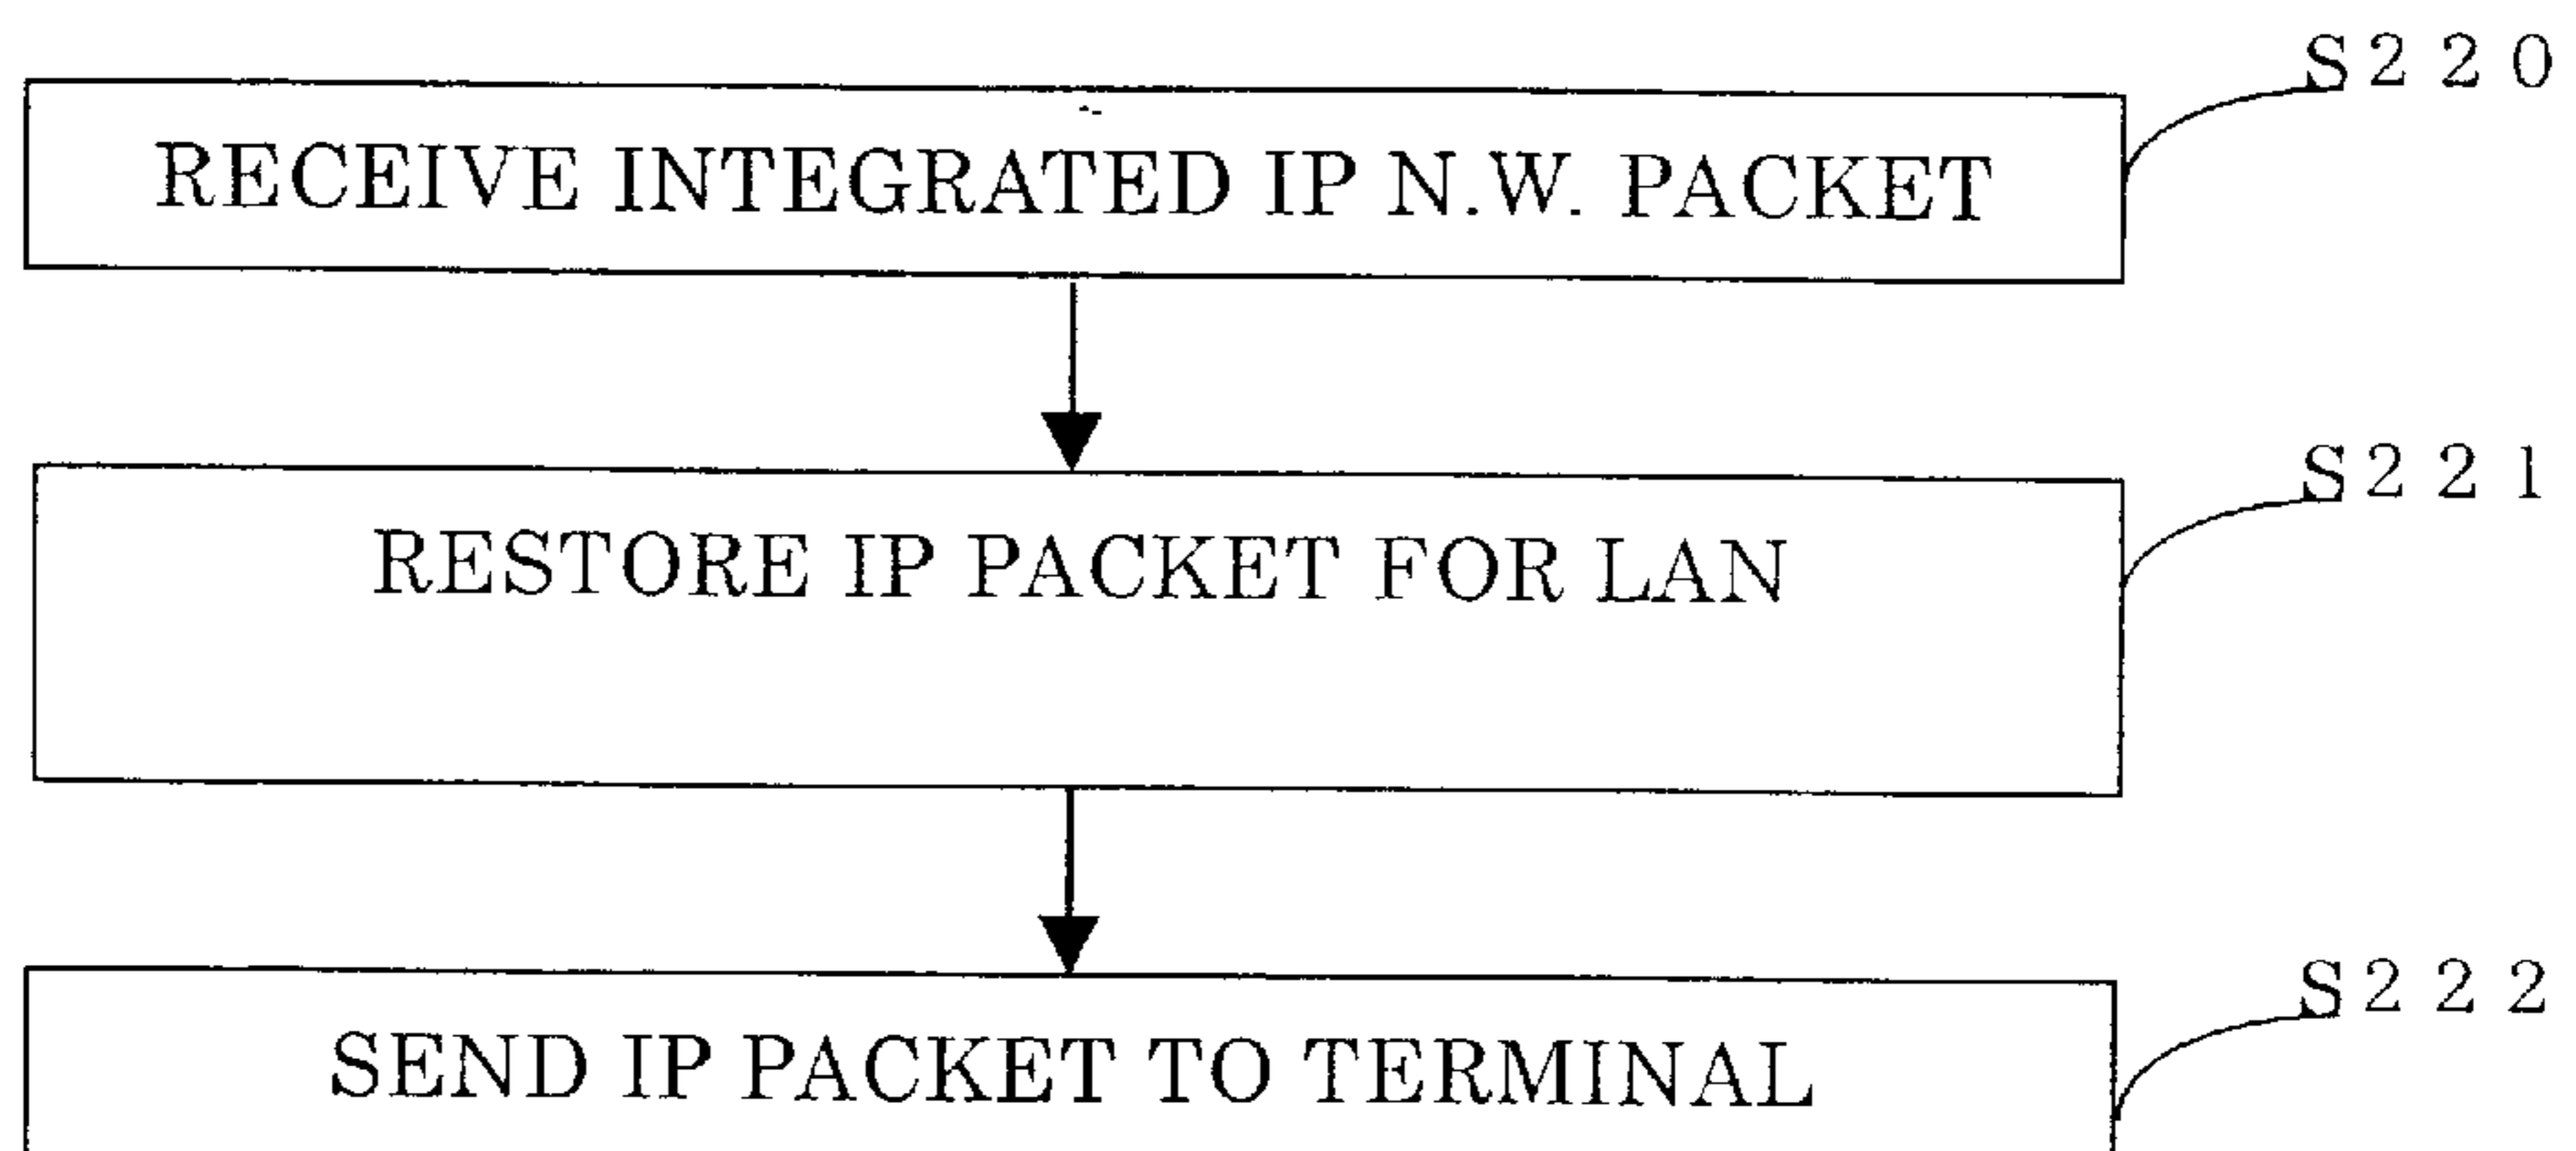 S220
RECEIVE INTEGRATED IP N.W. PACKET
S221
RESTORE IP PACKET FOR LAN
S222
SEND IP PACKET TO TERMINAL